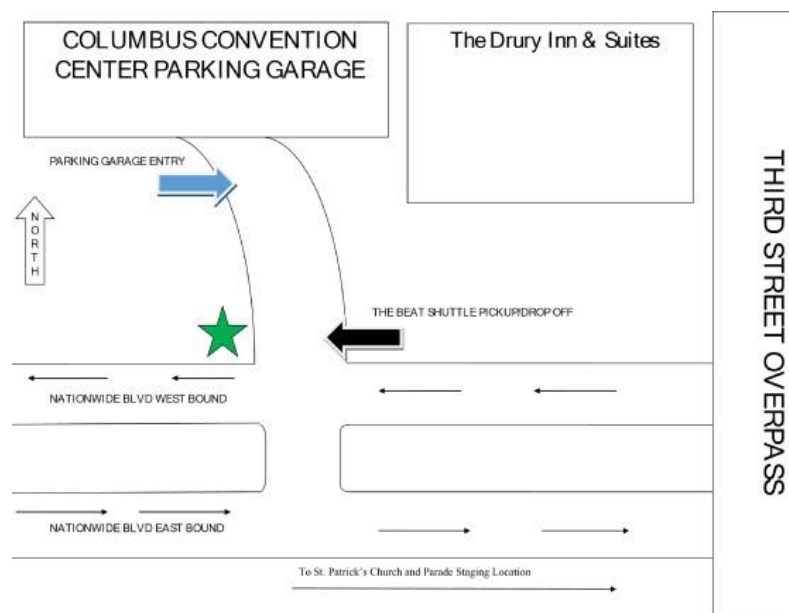 COLUMBUS CONVENTION
CENTER PARKING GARAGE
The Drury Inn & Suites
PARKING GARAGE ENTRY
NORTH
THE BEAT SHUTTLE PICKUP/DROP OFF
THIRD STREET OVERPASS
NATIONWIDE BLVD WEST BOUND
NATIONWIDE BLVD EAST BOUND
To St. Patrick's Church and Parade Staging Location